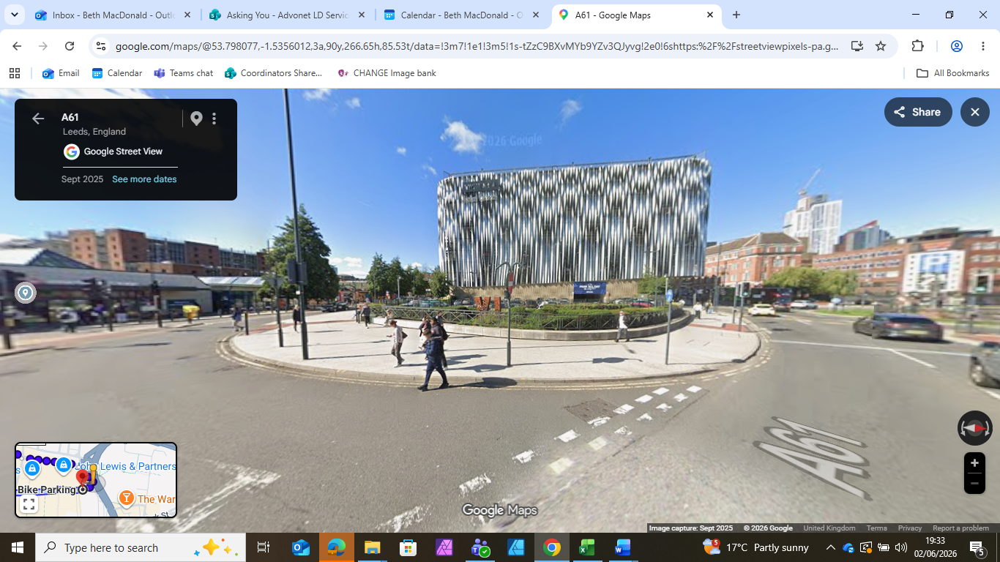 Inbox - Beth MacDonald - Outl
Asking You - Advonet LD Servic
Calendar - Beth MacDonald - O
A61 - Google Maps
google.com/maps/@53.798077,-1.5356012,3a,90y,266.65h,85.53t/data=!3m7!1e1!3m5!1s-tZzC9BXvMYb9YZv3QJyvg!2e0!6shttps:%2F%2Fstreetviewpixels-pa.g...
Email
Calendar
Teams chat
Coordinators Share...
CHANGE Image bank
All Bookmarks
A61
Leeds, England
Google Street View
Sept 2025 See more dates
Share
2026 Google
A61
John Lewis & Partners
Bike Parking
The War
Google Maps
Image capture: Sept 2025 © 2026 Google United Kingdom Terms Privacy Report a problem
Type here to search
5
17°C Partly sunny
19:33
02/06/2026
5